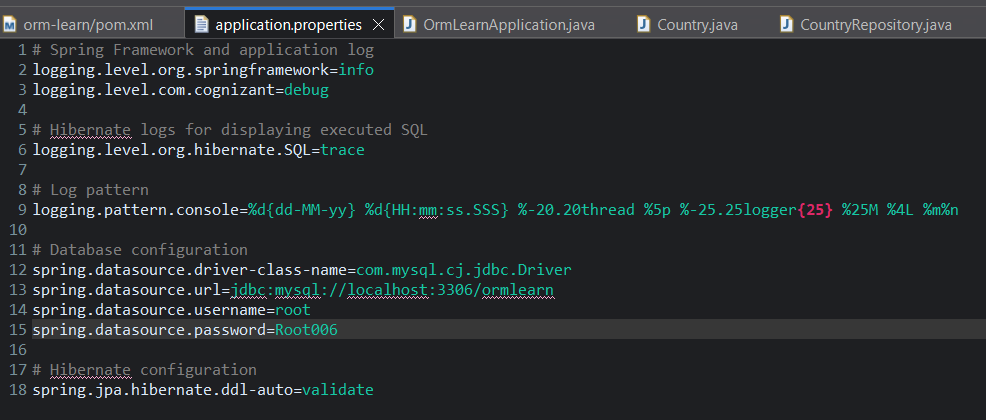 orm-learn/pom.xml application.properties OrmLearnApplication.java Country.java CountryRepository.java
1 # Spring Framework and application log
2 logging.level.org.springframework=info
3 logging.level.com.cognizant=debug
4
5 # Hibernate logs for displaying executed SQL
6 logging.level.org.hibernate.SQL=trace
7
8 # Log pattern
9 logging.pattern.console=%d{dd-MM-yy} %d{HH:mm:ss.SSS} %-20.20thread %5p %-25.25logger{25} %25M %4L %m%n
10
11 # Database configuration
12 spring.datasource.driver-class-name=com.mysql.cj.jdbc.Driver
13 spring.datasource.url=jdbc:mysql://localhost:3306/ormlearn
14 spring.datasource.username=root
15 spring.datasource.password=Root006
16
17 # Hibernate configuration
18 spring.jpa.hibernate.ddl-auto=validate